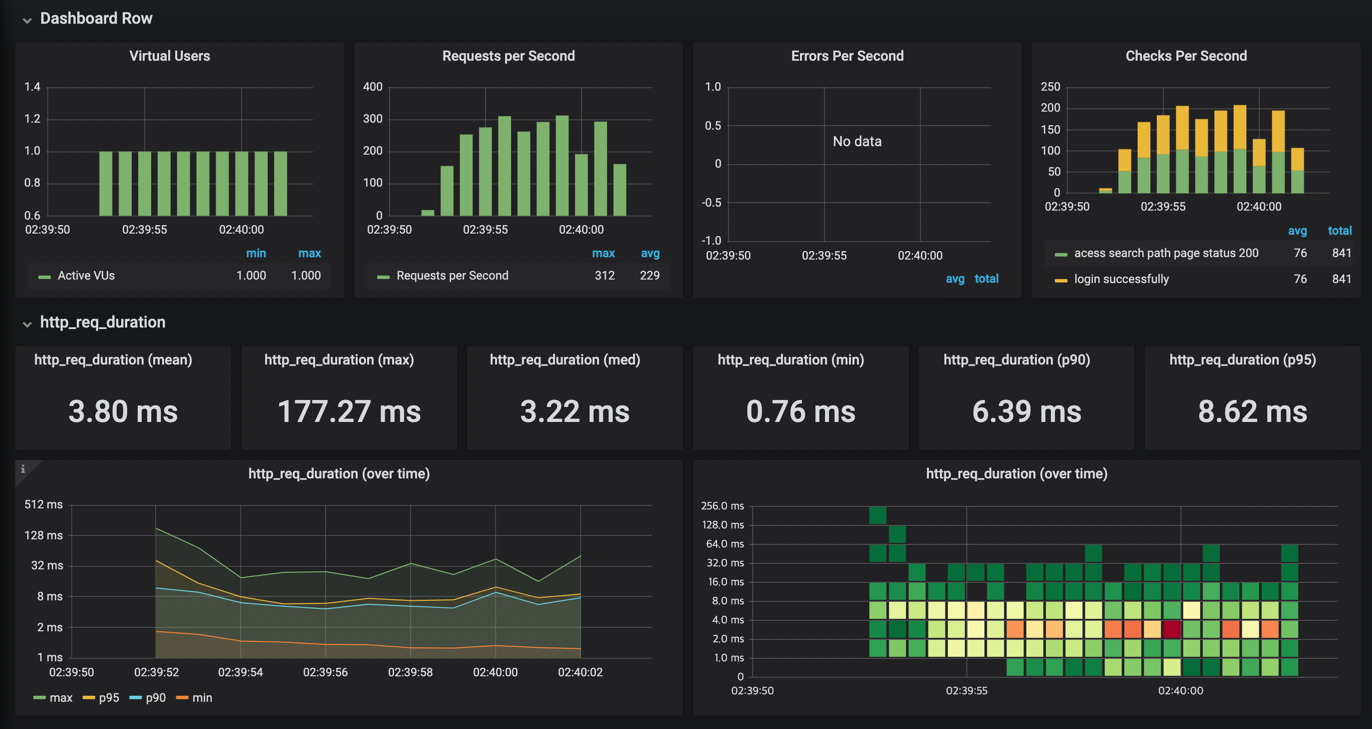 Dashboard Row
Virtual Users
1.4
1.2
1.0
0.8
0.6
02:39:50 02:39:55 02:40:00
min max
Active VUs 1.000 1.000
Requests per Second
400
300
200
100
0
02:39:50 02:39:55 02:40:00
max avg
Requests per Second 312 229
Errors Per Second
1.0
0.5
0
-0.5
-1.0
No data
02:39:50 02:39:55 02:40:00
avg total
Checks Per Second
250
200
150
100
50
0
02:39:50 02:39:55 02:40:00
avg total
acess search path page status 200 76 841
login successfully 76 841
http_req_duration
http_req_duration (mean)
3.80 ms
http_req_duration (max)
177.27 ms
http_req_duration (med)
3.22 ms
http_req_duration (min)
0.76 ms
http_req_duration (p90)
6.39 ms
http_req_duration (p95)
8.62 ms
i
http_req_duration (over time)
512 ms
128 ms
32 ms
8 ms
2 ms
1 ms
02:39:50 02:39:52 02:39:54 02:39:56 02:39:58 02:40:00 02:40:02
max p95 p90 min
http_req_duration (over time)
256.0 ms
128.0 ms
64.0 ms
32.0 ms
16.0 ms
8.0 ms
4.0 ms
2.0 ms
1.0 ms
0
02:39:50 02:39:55 02:40:00